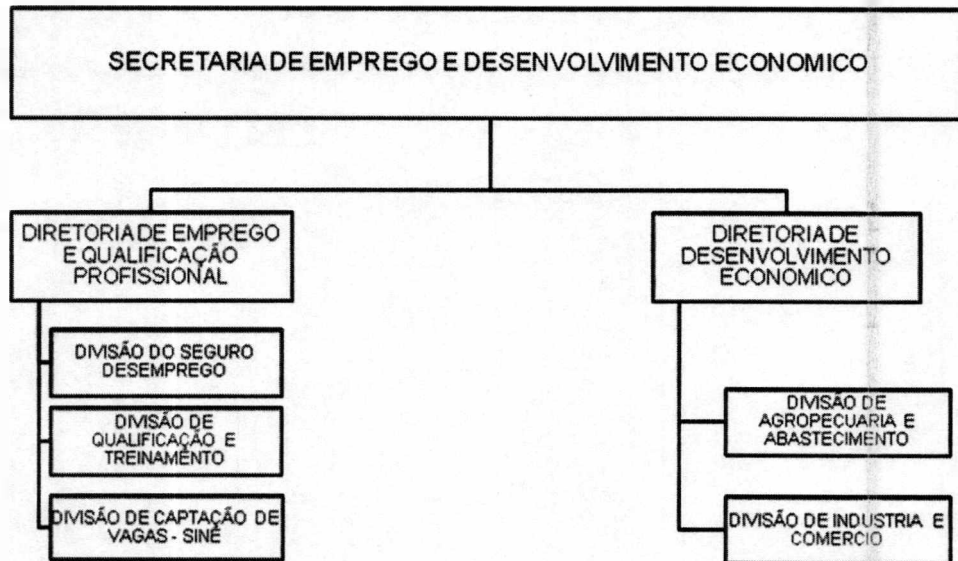 SECRETARIA DE EMPREGO E DESENVOLVIMENTO ECONOMICO
DIRETORIA DE EMPREGO
E QUALIFICAÇÃO
PROFISSIONAL
DIVISÃO DO SEGURO
DESEMPREGO
DIVISÃO DE
QUALIFICAÇÃO E
TREINAMENTO
DIVISÃO DE CAPTAÇÃO DE
VAGAS - SINE
DIRETORIA DE
DESENVOLVIMENTO
ECONOMICO
DIVISÃO DE
AGROPECUARIA E
ABASTECIMENTO
DIVISÃO DE INDUSTRIA E
COMERCIO